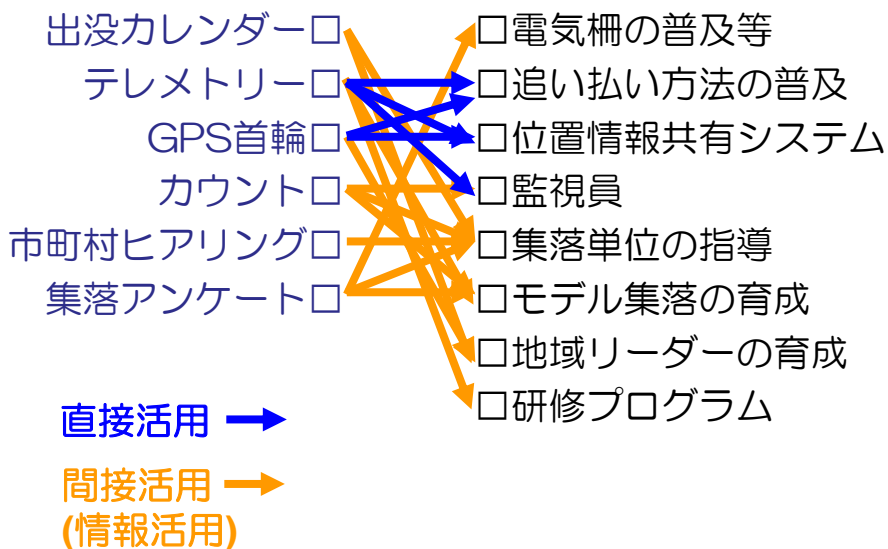 出没カレンダー□
テレメトリー□
GPS首輪□
カウント□
市町村ヒアリング□
集落アンケート□
□電気柵の普及等
□追い払い方法の普及
□位置情報共有システム
□監視員
□集落単位の指導
□モデル集落の育成
□地域リーダーの育成
□研修プログラム
直接活用
間接活用
(情報活用)